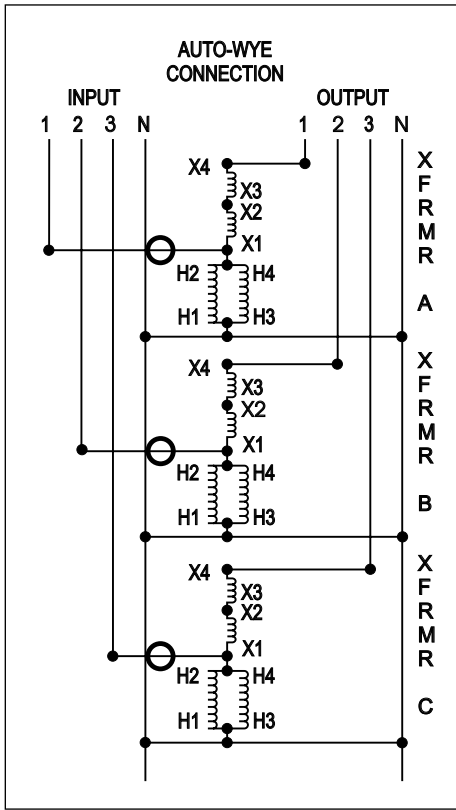 AUTO-WYE
CONNECTION
INPUT OUTPUT
1 2 3 N 1 2 3 N
X4
X3
X2
X1
H2 H4
H1 H3
X
F
R
M
R
A
X4
X3
X2
X1
H2 H4
H1 H3
X
F
R
M
R
B
X4
X3
X2
X1
H2 H4
H1 H3
X
F
R
M
R
C